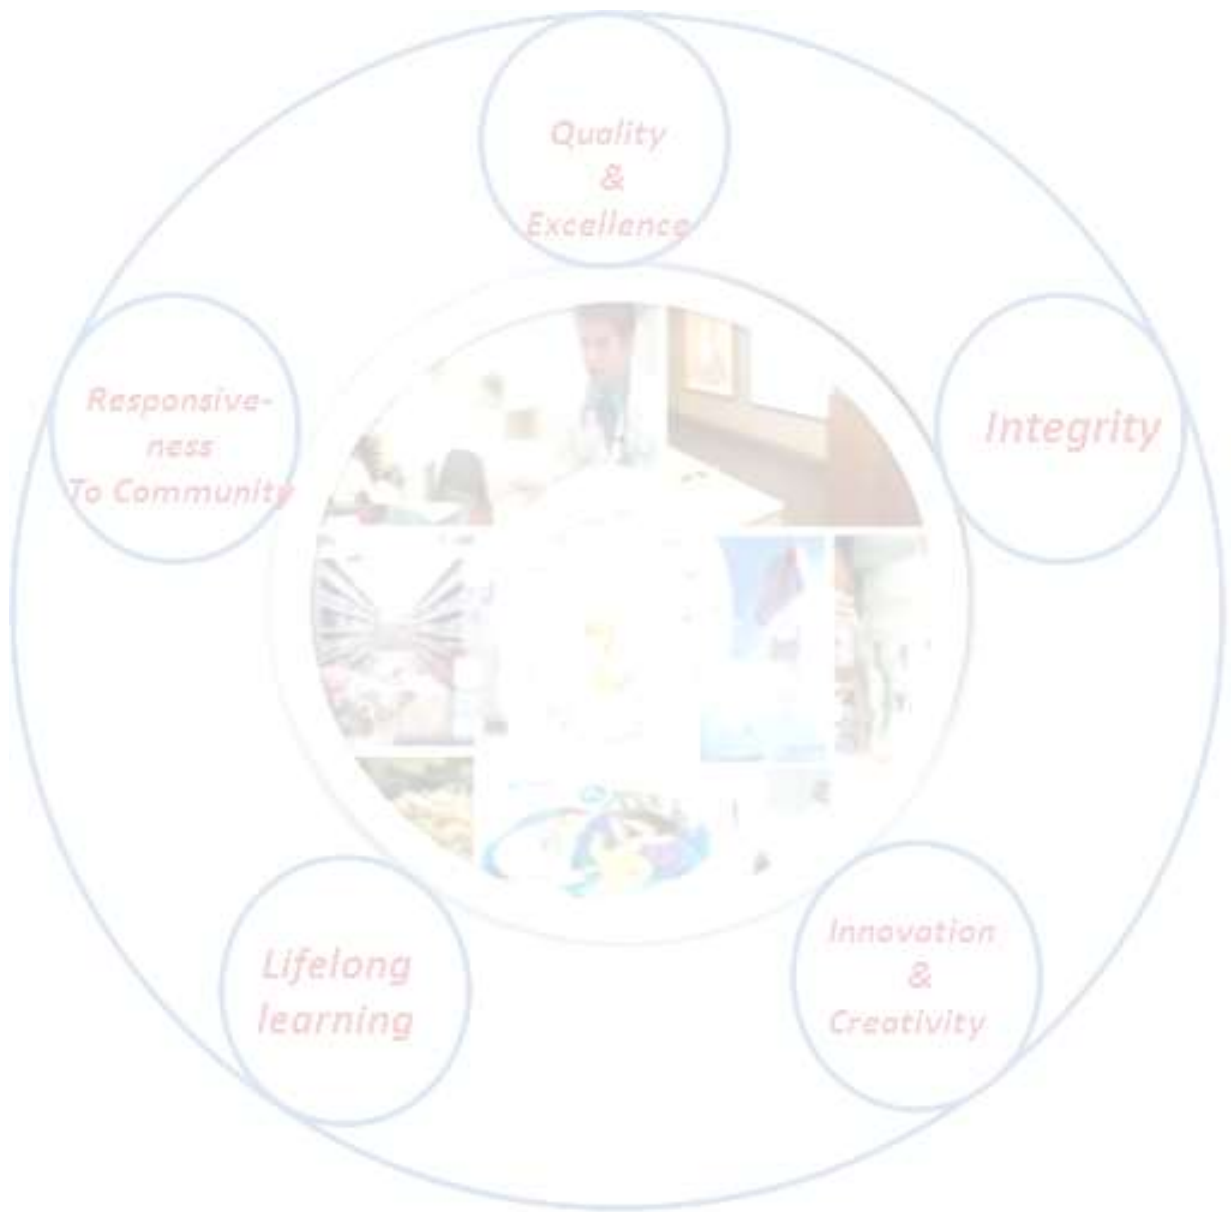 Quality
&
Excellence
Integrity
Innovation
&
Creativity
Lifelong
learning
Responsive-
ness
To Community